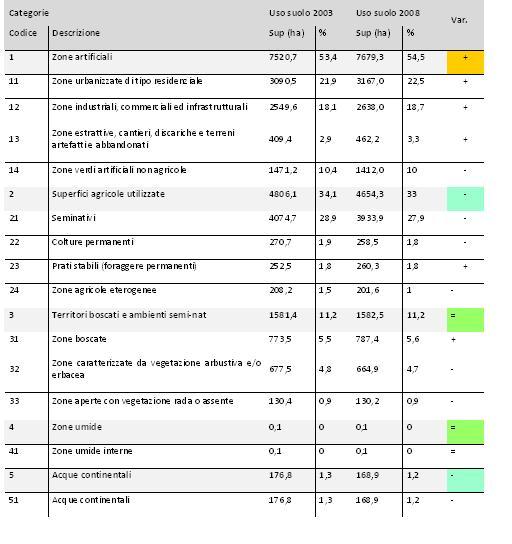 Categorie Uso suolo 2003 Uso suolo 2008 Var.
Codice Descrizione Sup (ha) % Sup (ha) %
1 Zone artificiali 7520,7 53,4 7679,3 54,5 +
11 Zone urbanizzate di tipo residenziale 3090,5 21,9 3167,0 22,5 +
12 Zone industriali, commerciali ed infrastrutturali 2549,6 18,1 2638,0 18,7 +
13 Zone estrattive, cantieri, discariche e terreni artefatti e abbandonati 409,4 2,9 462,2 3,3 +
14 Zone verdi artificiali non agricole 1471,2 10,4 1412,0 10 -
2 Superfici agricole utilizzate 4806,1 34,1 4654,3 33 -
21 Seminativi 4074,7 28,9 3933,9 27,9 -
22 Colture permanenti 270,7 1,9 258,5 1,8 -
23 Prati stabili (foraggere permanenti) 252,5 1,8 260,3 1,8 +
24 Zone agricole eterogenee 208,2 1,5 201,6 1 -
3 Territori boscati e ambienti semi-nat 1581,4 11,2 1582,5 11,2 =
31 Zone boscate 773,5 5,5 787,4 5,6 +
32 Zone caratterizzate da vegetazione arbustiva e/o erbacea 677,5 4,8 664,9 4,7 -
33 Zone aperte con vegetazione rada o assente 130,4 0,9 130,2 0,9 -
4 Zone umide 0,1 0 0,1 0 =
41 Zone umide interne 0,1 0 0,1 0 =
5 Acque continentali 176,8 1,3 168,9 1,2 -
51 Acque continentali 176,8 1,3 168,9 1,2 -